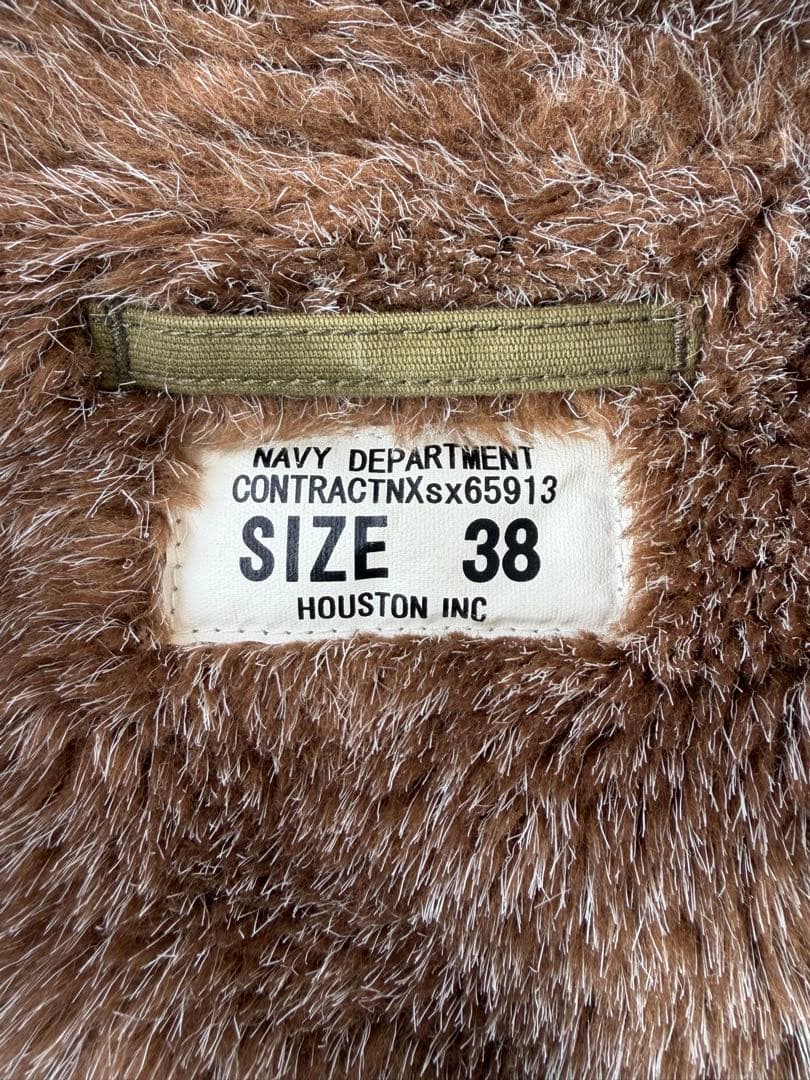 NAVY DEPARTMENT
CONTRACTNXsx65913
SIZE 38
HOUSTON INC